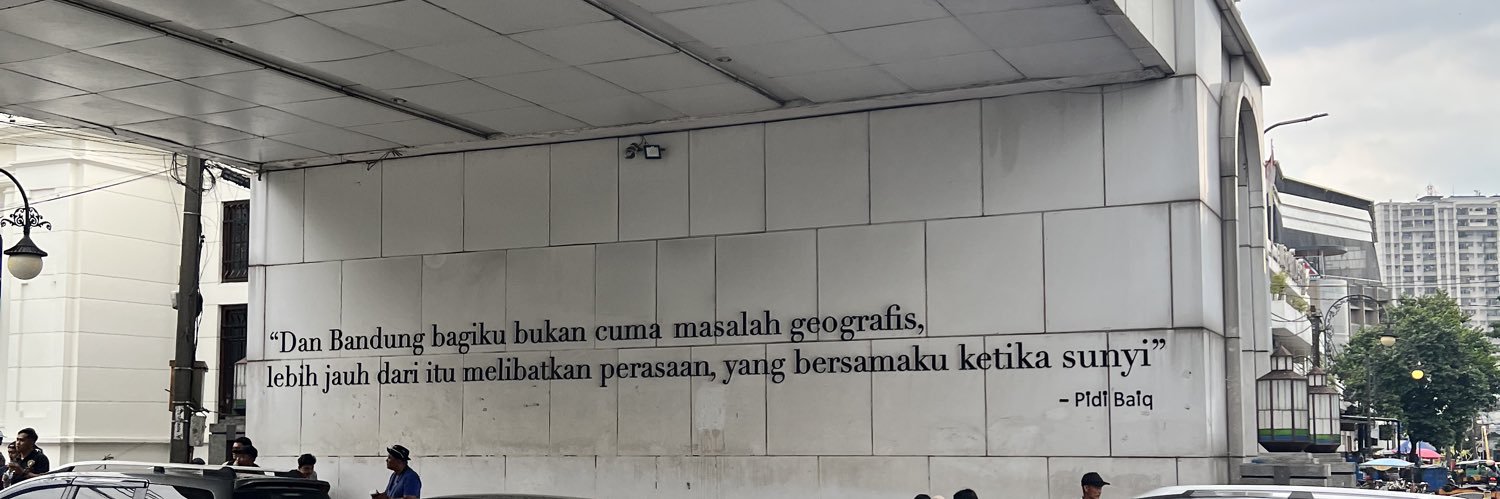 “Dan Bandung bagiku bukan cuma masalah geografis,
lebih jauh dari itu melibatkan perasaan, yang bersamaku ketika sunyi”
– Pidi Baiq